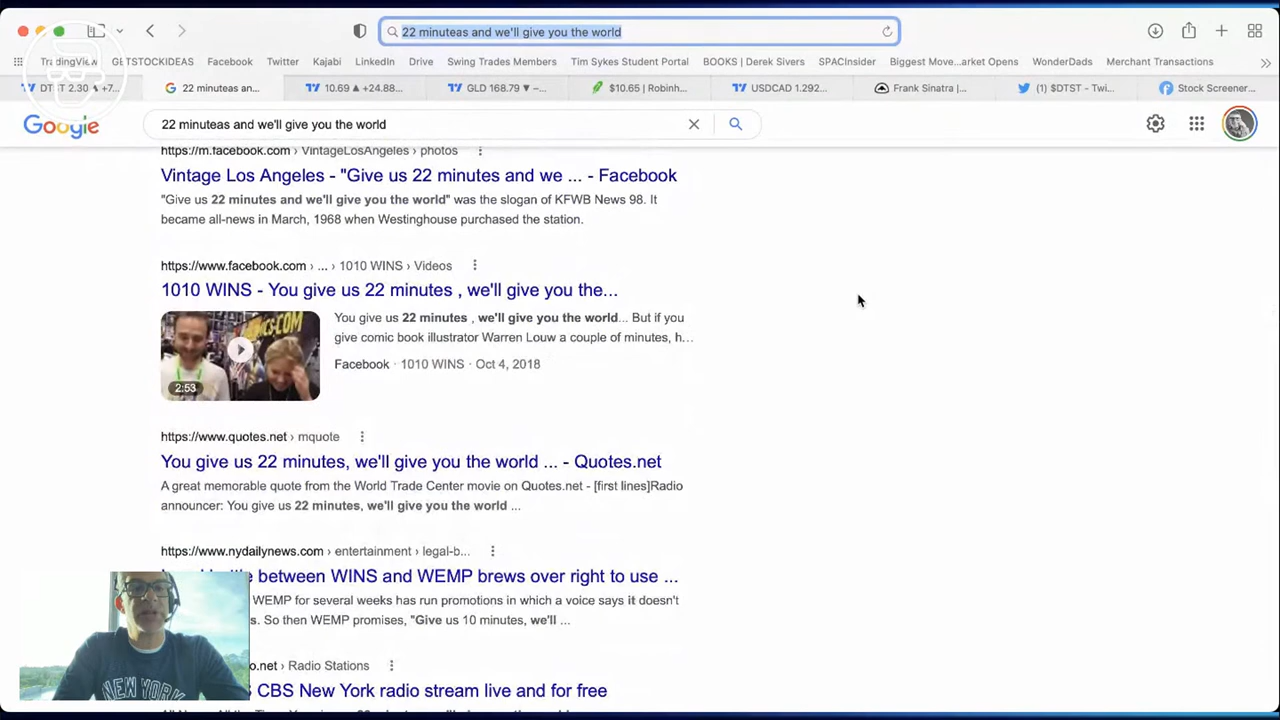 22 minuteas and we'll give you the world
TradingView GETSTOCKIDEAS Facebook Twitter Kajabi LinkedIn Drive Swing Trades Members Tim Sykes Student Portal BOOKS | Derek Sivers SPACInsider Biggest Move...arket Opens WonderDads Merchant Transactions
DTST 2.30 +7... 22 minuteas an... 10.69 ▲ +24.88... GLD 168.79 ▼ −... $10.65 | Robinh... USDCAD 1.292... Frank Sinatra |... (1) $DTST - Twi... Stock Screener...
Google 22 minuteas and we'll give you the world
https://m.facebook.com › VintageLosAngeles › photos
Vintage Los Angeles - "Give us 22 minutes and we ... - Facebook
"Give us 22 minutes and we'll give you the world" was the slogan of KFWB News 98. It
became all-news in March, 1968 when Westinghouse purchased the station.
https://www.facebook.com › ... › 1010 WINS › Videos
1010 WINS - You give us 22 minutes , we'll give you the...
You give us 22 minutes , we'll give you the world... But if you
give comic book illustrator Warren Louw a couple of minutes, h...
Facebook · 1010 WINS · Oct 4, 2018
2:53
https://www.quotes.net › mquote
You give us 22 minutes, we'll give you the world ... - Quotes.net
A great memorable quote from the World Trade Center movie on Quotes.net - [first lines]Radio
announcer: You give us 22 minutes, we'll give you the world ...
https://www.nydailynews.com › entertainment › legal-b...
between WINS and WEMP brews over right to use ...
WEMP for several weeks has run promotions in which a voice says it doesn't
s. So then WEMP promises, "Give us 10 minutes, we'll ...
o.net › Radio Stations
CBS New York radio stream live and for free
NEW YORK